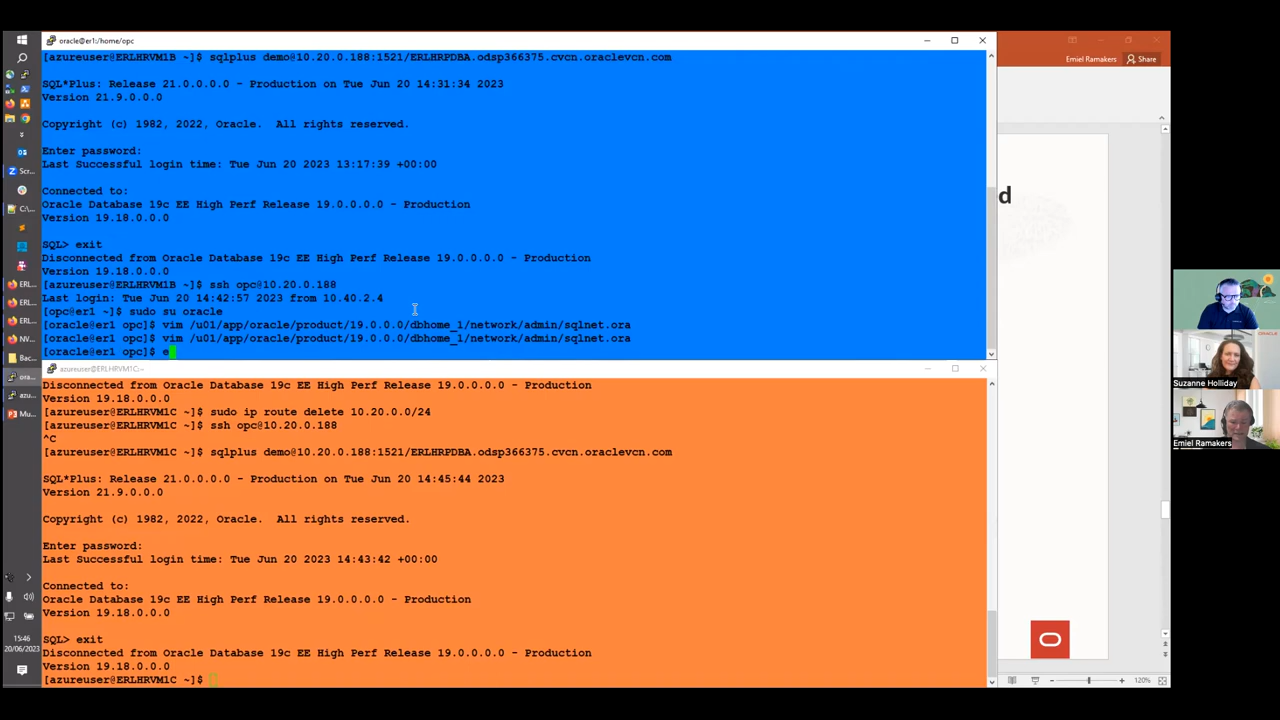 oracle@er1:/home/opc
[azureuser@ERLHRVM1B ~]$ sqlplus demo@10.20.0.188:1521/ERLHRPDBA.odsp366375.cvcn.oraclevcn.com
SQL*Plus: Release 21.0.0.0.0 - Production on Tue Jun 20 14:31:34 2023
Version 21.9.0.0.0
Copyright (c) 1982, 2022, Oracle.  All rights reserved.
Enter password:
Last Successful login time: Tue Jun 20 2023 13:17:39 +00:00
Connected to:
Oracle Database 19c EE High Perf Release 19.0.0.0.0 - Production
Version 19.18.0.0.0
SQL> exit
Disconnected from Oracle Database 19c EE High Perf Release 19.0.0.0.0 - Production
Version 19.18.0.0.0
[azureuser@ERLHRVM1B ~]$ ssh opc@10.20.0.188
Last login: Tue Jun 20 14:42:57 2023 from 10.40.2.4
[opc@er1 ~]$ sudo su oracle
[oracle@er1 opc]$ vim /u01/app/oracle/product/19.0.0.0/dbhome_1/network/admin/sqlnet.ora
[oracle@er1 opc]$ vim /u01/app/oracle/product/19.0.0.0/dbhome_1/network/admin/sqlnet.ora
[oracle@er1 opc]$ e
azureuser@ERLHRVM1C:~
Disconnected from Oracle Database 19c EE High Perf Release 19.0.0.0.0 - Production
Version 19.18.0.0.0
[azureuser@ERLHRVM1C ~]$ sudo ip route delete 10.20.0.0/24
[azureuser@ERLHRVM1C ~]$ ssh opc@10.20.0.188
^C
[azureuser@ERLHRVM1C ~]$ sqlplus demo@10.20.0.188:1521/ERLHRPDBA.odsp366375.cvcn.oraclevcn.com
SQL*Plus: Release 21.0.0.0.0 - Production on Tue Jun 20 14:45:44 2023
Version 21.9.0.0.0
Copyright (c) 1982, 2022, Oracle.  All rights reserved.
Enter password:
Last Successful login time: Tue Jun 20 2023 14:43:42 +00:00
Connected to:
Oracle Database 19c EE High Perf Release 19.0.0.0.0 - Production
Version 19.18.0.0.0
SQL> exit
Disconnected from Oracle Database 19c EE High Perf Release 19.0.0.0.0 - Production
Version 19.18.0.0.0
[azureuser@ERLHRVM1C ~]$
Scr...
C:\...
ERL...
ERL...
ERL...
NV...
Bac...
ora...
azu...
Mu...
15:46
20/06/2023
Emiel Ramakers
Share
d
120%
Suzanne Holliday
Emiel Ramakers